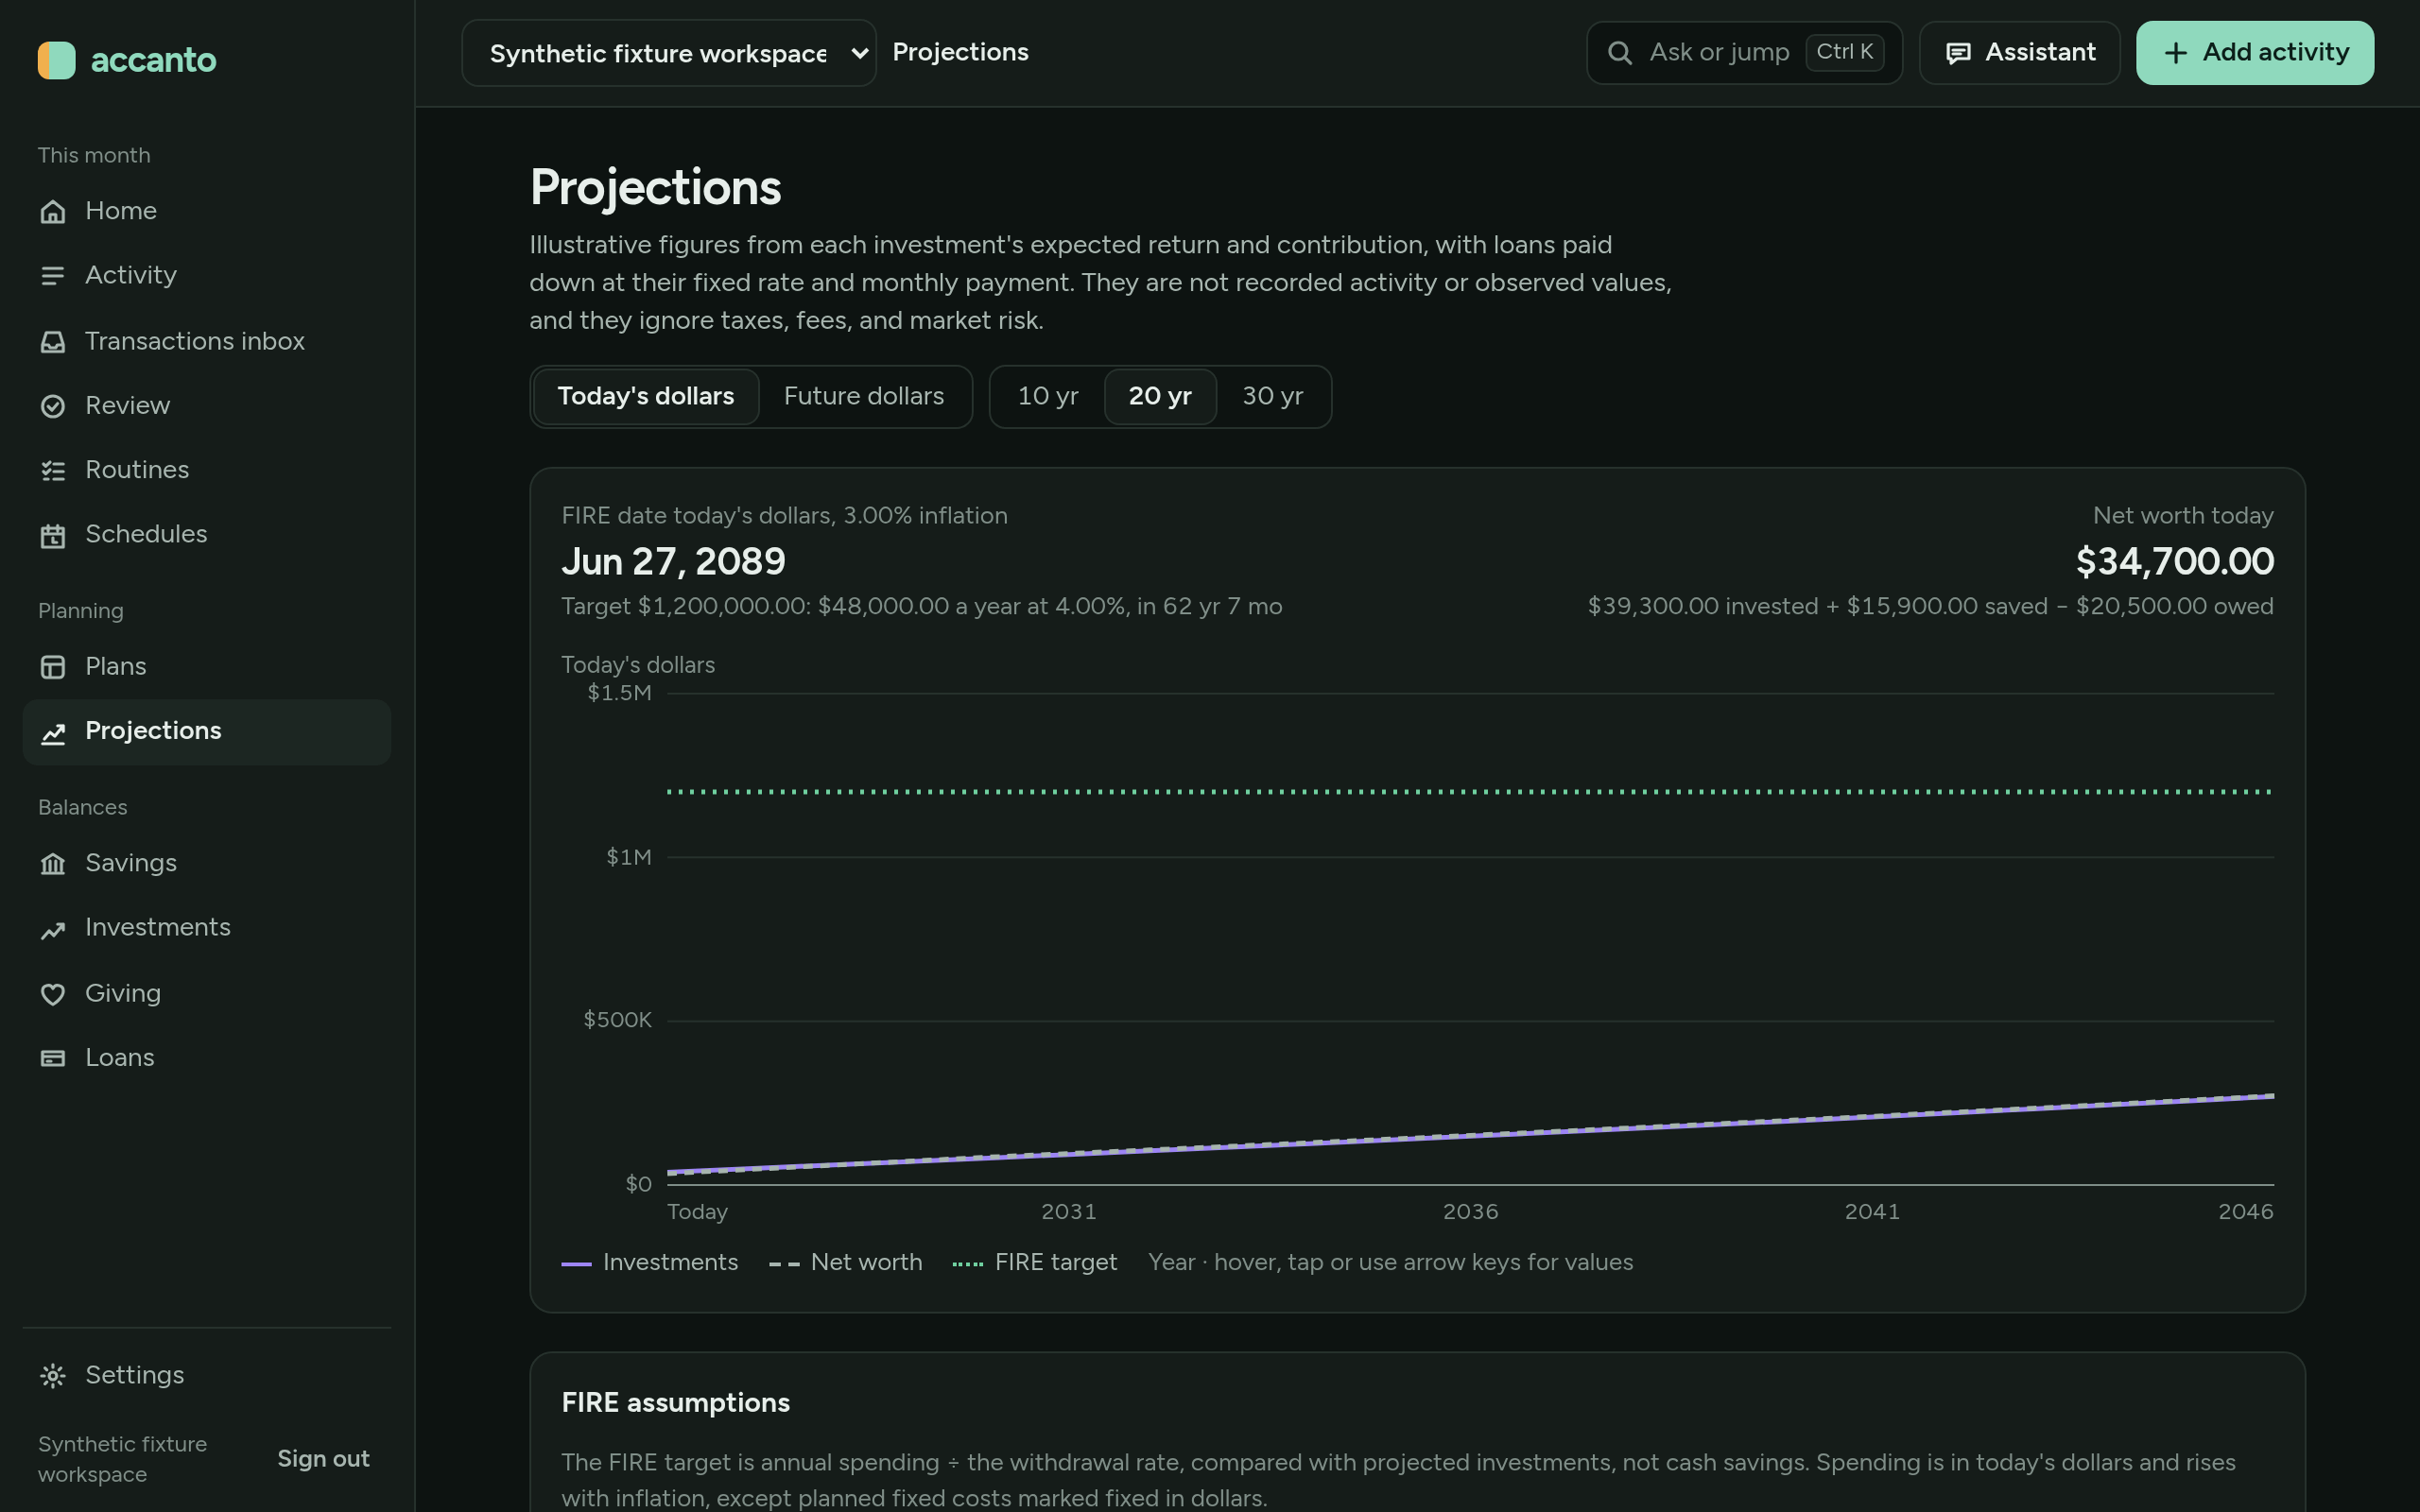 accanto
This month
Home
Activity
Transactions inbox
Review
Routines
Schedules
Planning
Plans
Projections
Balances
Savings
Investments
Giving
Loans
Settings
Synthetic fixture
workspace
Sign out
Synthetic fixture workspace
Projections
Ask or jump
Ctrl K
Assistant
Add activity
Projections
Illustrative figures from each investment's expected return and contribution, with loans paid
down at their fixed rate and monthly payment. They are not recorded activity or observed values,
and they ignore taxes, fees, and market risk.
Today's dollars
Future dollars
10 yr
20 yr
30 yr
FIRE date today's dollars, 3.00% inflation
Jun 27, 2089
Target $1,200,000.00: $48,000.00 a year at 4.00%, in 62 yr 7 mo
Net worth today
$34,700.00
$39,300.00 invested + $15,900.00 saved − $20,500.00 owed
Today's dollars
$1.5M
$1M
$500K
$0
Today
2031
2036
2041
2046
Investments
Net worth
FIRE target
Year · hover, tap or use arrow keys for values
FIRE assumptions
The FIRE target is annual spending ÷ the withdrawal rate, compared with projected investments, not cash savings. Spending is in today's dollars and rises
with inflation, except planned fixed costs marked fixed in dollars.